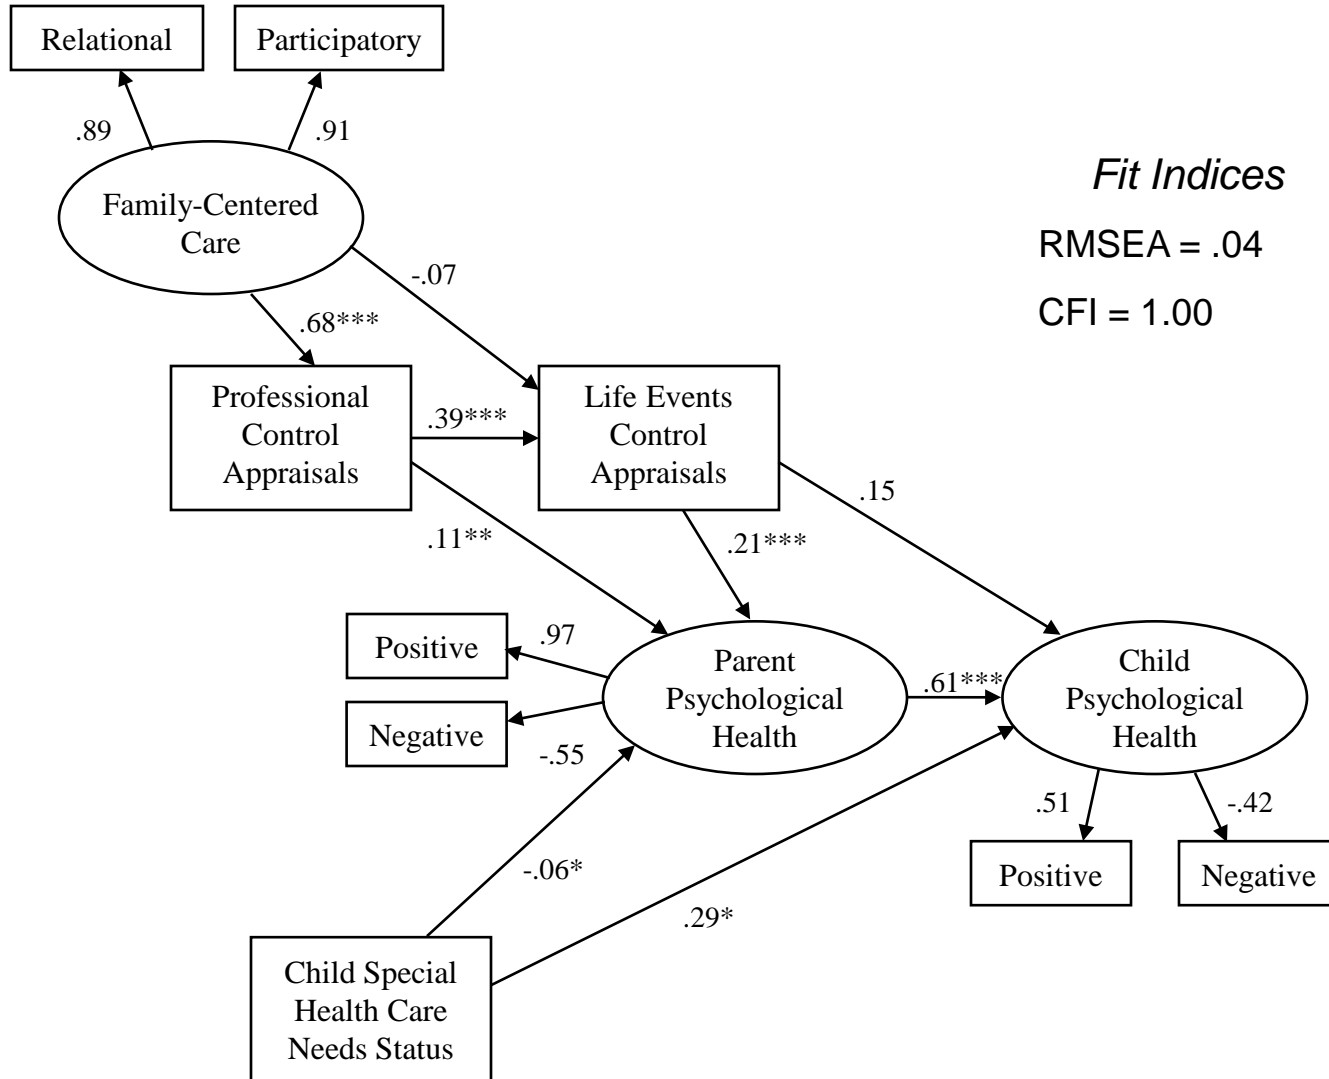 Relational
Participatory
.89
.91
Fit Indices
Family-Centered
Care
RMSEA = .04
-.07
CFI = 1.00
.68***
Professional
Control
Appraisals
.39***
Life Events
Control
Appraisals
.15
.11**
.21***
Positive
.97
Parent
Psychological
Health
.61***
Child
Psychological
Health
Negative
-.55
.51
-.42
-.06*
Positive
Negative
.29*
Child Special
Health Care
Needs Status